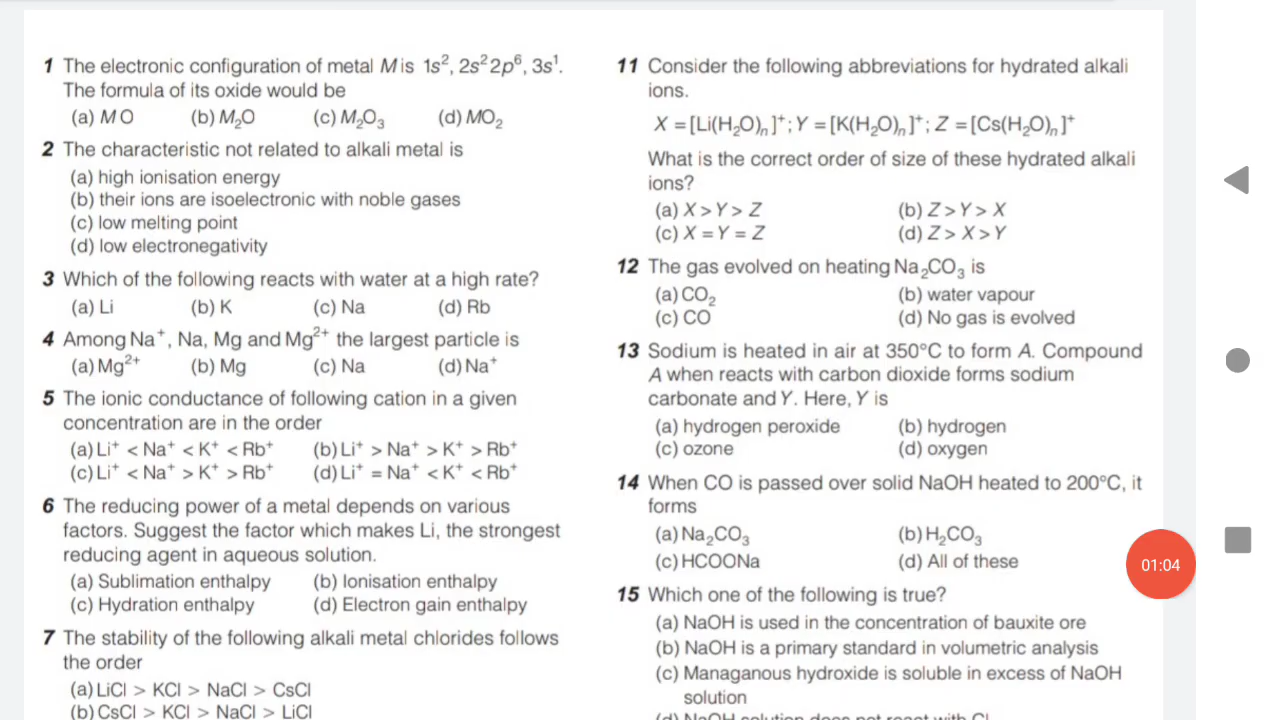 1 The electronic configuration of metal M is 1s², 2s²2p⁶, 3s¹.
The formula of its oxide would be
(a) MO (b) M₂O (c) M₂O₃ (d) MO₂
2 The characteristic not related to alkali metal is
(a) high ionisation energy
(b) their ions are isoelectronic with noble gases
(c) low melting point
(d) low electronegativity
3 Which of the following reacts with water at a high rate?
(a) Li (b) K (c) Na (d) Rb
4 Among Na⁺, Na, Mg and Mg²⁺ the largest particle is
(a) Mg²⁺ (b) Mg (c) Na (d) Na⁺
5 The ionic conductance of following cation in a given
concentration are in the order
(a) Li⁺ < Na⁺ < K⁺ < Rb⁺ (b) Li⁺ > Na⁺ > K⁺ > Rb⁺
(c) Li⁺ < Na⁺ > K⁺ > Rb⁺ (d) Li⁺ = Na⁺ < K⁺ < Rb⁺
6 The reducing power of a metal depends on various
factors. Suggest the factor which makes Li, the strongest
reducing agent in aqueous solution.
(a) Sublimation enthalpy (b) Ionisation enthalpy
(c) Hydration enthalpy (d) Electron gain enthalpy
7 The stability of the following alkali metal chlorides follows
the order
(a) LiCl > KCl > NaCl > CsCl
(b) CsCl > KCl > NaCl > LiCl
11 Consider the following abbreviations for hydrated alkali
ions.
X = [Li(H₂O)ₙ]⁺; Y = [K(H₂O)ₙ]⁺; Z = [Cs(H₂O)ₙ]⁺
What is the correct order of size of these hydrated alkali
ions?
(a) X > Y > Z (b) Z > Y > X
(c) X = Y = Z (d) Z > X > Y
12 The gas evolved on heating Na₂CO₃ is
(a) CO₂ (b) water vapour
(c) CO (d) No gas is evolved
13 Sodium is heated in air at 350°C to form A. Compound
A when reacts with carbon dioxide forms sodium
carbonate and Y. Here, Y is
(a) hydrogen peroxide (b) hydrogen
(c) ozone (d) oxygen
14 When CO is passed over solid NaOH heated to 200°C, it
forms
(a) Na₂CO₃ (b) H₂CO₃
(c) HCOONa (d) All of these
15 Which one of the following is true?
(a) NaOH is used in the concentration of bauxite ore
(b) NaOH is a primary standard in volumetric analysis
(c) Managanous hydroxide is soluble in excess of NaOH
solution
(d) NaOH solution does not react with Cl
01:04